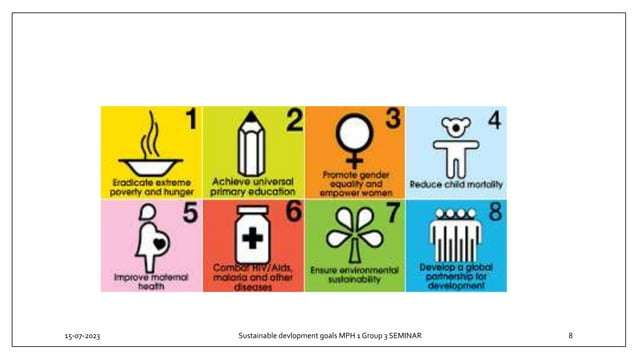 1
Eradicate extreme
poverty and hunger
2
Achieve universal
primary education
3
Promote gender
equality and
empower women
4
Reduce child mortality
5
Improve maternal
health
6
Combat HIV/Aids,
malaria and other
diseases
7
Ensure environmental
sustainability
8
Develop a global
partnership for
development
15-07-2023
Sustainable devlopment goals MPH 1 Group 3 SEMINAR
8